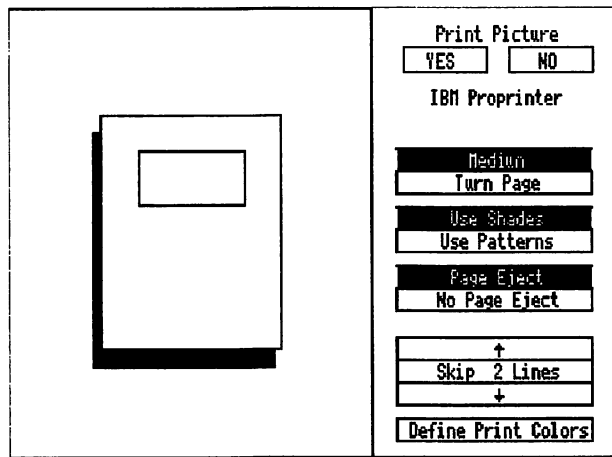 Print Picture
YES NO
IBM Proprinter
Medium
Turn Page
Use Shades
Use Patterns
Page Eject
No Page Eject
↑
Skip 2 Lines
↓
Define Print Colors